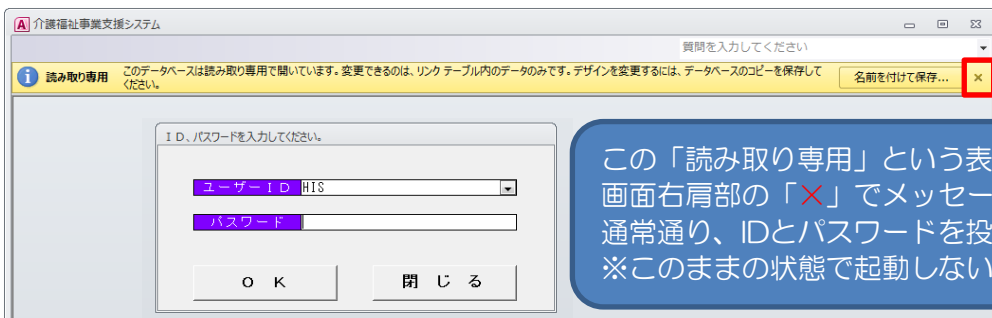 介護福祉事業支援システム
質問を入力してください
読み取り専用 このデータベースは読み取り専用で開いています。変更できるのは、リンク テーブル内のデータのみです。デザインを変更するには、データベースのコピーを保存して
ください。
名前を付けて保存...
ＩＤ、パスワードを入力してください。
ユーザーＩＤ HIS
パスワード
ＯＫ 閉じる
この「読み取り専用」という表
画面右肩部の「×」でメッセー
通常通り、IDとパスワードを投
※このままの状態で起動しない